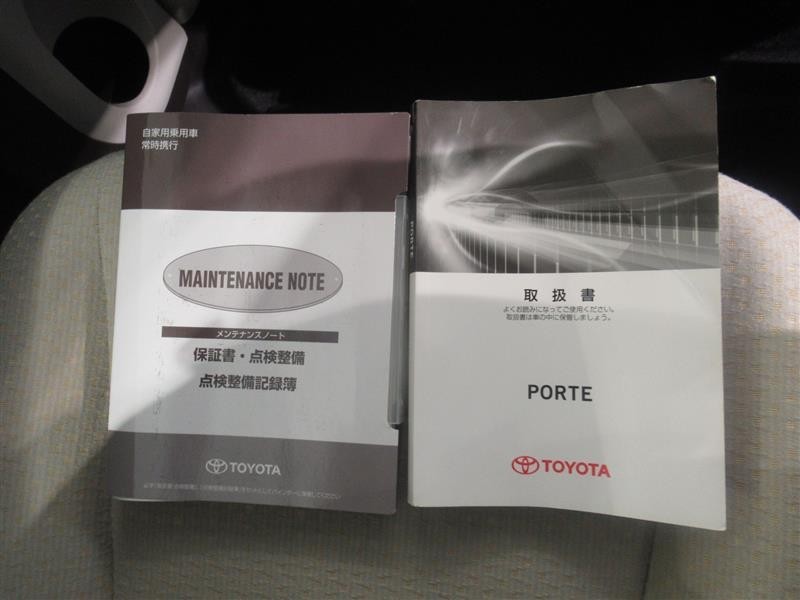 自家用乗用車
常時携行
MAINTENANCE NOTE
メンテナンスノート
保証書・点検整備
点検整備記録簿
TOYOTA
PORTE
取扱書
よくお読みになってご使用ください。
取扱書は車の中に保管しましょう。
PORTE
TOYOTA